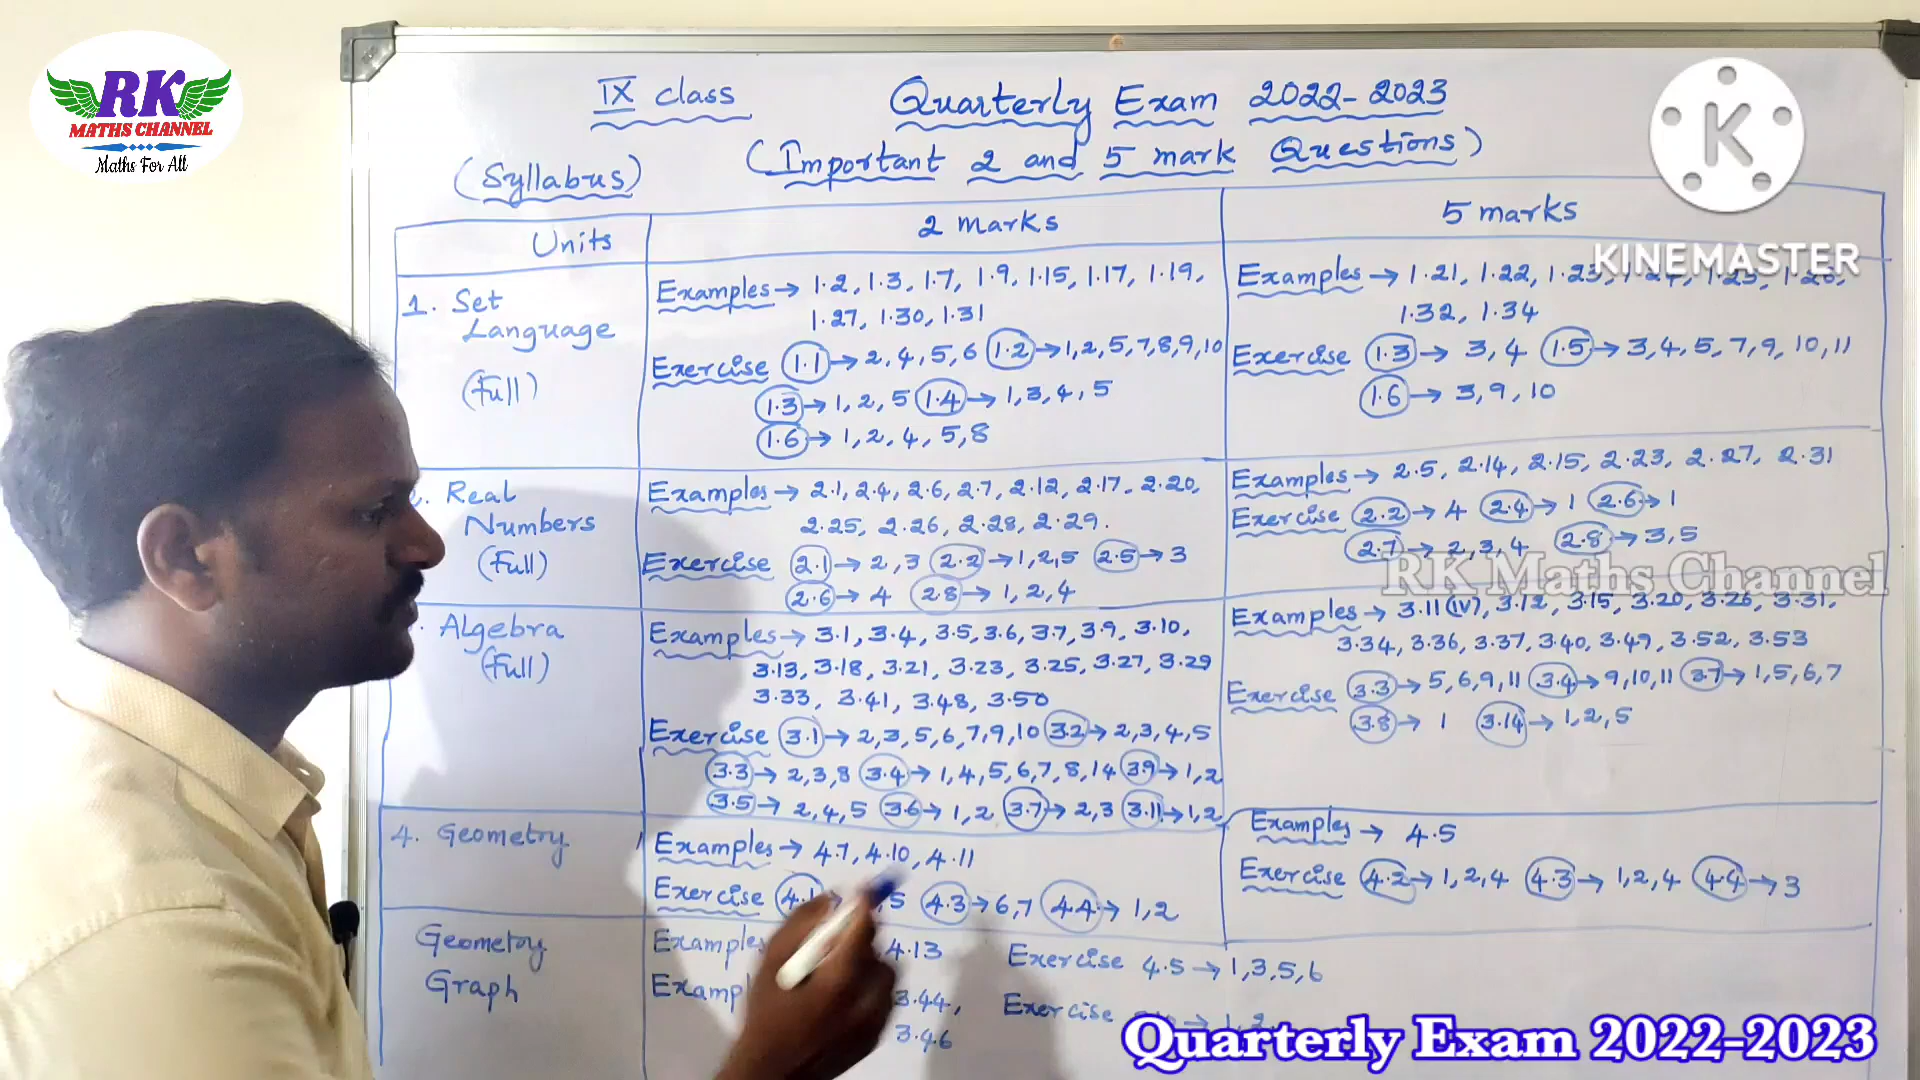 RK
MATHS CHANNEL
Maths For All
IX class
Quarterly Exam 2022-2023
(Important 2 and 5 mark Questions)
(Syllabus)
K
KINEMASTER
Units
2 marks
5 marks
1. Set
Language
(Full)
Examples → 1.2, 1.3, 1.7, 1.9, 1.15, 1.17, 1.19,
1.27, 1.30, 1.31
Exercise 1.1 → 2, 4, 5, 6 1.2 → 1, 2, 5, 7, 8, 9, 10
1.3 → 1, 2, 5 1.4 → 1, 3, 4, 5
1.6 → 1, 2, 4, 5, 8
Examples → 1.21, 1.22, 1.23,
1.32, 1.34
Exercise 1.3 → 3, 4 1.5 → 3, 4, 5, 7, 9, 10, 11
1.6 → 3, 9, 10
Real
Numbers
(Full)
Examples → 2.1, 2.4, 2.6, 2.7, 2.12, 2.17, 2.20,
2.25, 2.26, 2.28, 2.29.
Exercise 2.1 → 2, 3 2.2 → 1, 2, 5 2.5 → 3
2.6 → 4 2.8 → 1, 2, 4
Examples → 2.5, 2.14, 2.15, 2.23, 2.27, 2.31
Exercise 2.2 → 4 2.4 → 1 2.6 → 1
2.7 → 2, 3, 4 2.8 → 3, 5
RK Maths Channel
Algebra
(Full)
Examples → 3.1, 3.4, 3.5, 3.6, 3.7, 3.9, 3.10,
3.13, 3.18, 3.21, 3.23, 3.25, 3.27, 3.29
3.33, 3.41, 3.48, 3.50
Exercise 3.1 → 2, 3, 5, 6, 7, 9, 10 3.2 → 2, 3, 4, 5
3.3 → 2, 3, 8 3.4 → 1, 4, 5, 6, 7, 8, 14 3.9 → 1, 2
3.5 → 2, 4, 5 3.6 → 1, 2 3.7 → 2, 3 3.11 → 1, 2
Examples → 3.11(iv), 3.12, 3.15, 3.20, 3.26, 3.31,
3.34, 3.36, 3.37, 3.40, 3.49, 3.52, 3.53
Exercise 3.3 → 5, 6, 9, 11 3.4 → 9, 10, 11 3.7 → 1, 5, 6, 7
3.8 → 1 3.14 → 1, 2, 5
4. Geometry
Examples → 4.7, 4.10, 4.11
Exercise 4.1 → 5 4.3 → 6, 7 4.4 → 1, 2
Examples → 4.5
Exercise 4.2 → 1, 2, 4 4.3 → 1, 2, 4 4.4 → 3
Geometry
Examples 4.13 Exercise 4.5 → 1, 3, 5, 6
Graph
3.44, Exercise
3.46
Quarterly Exam 2022-2023